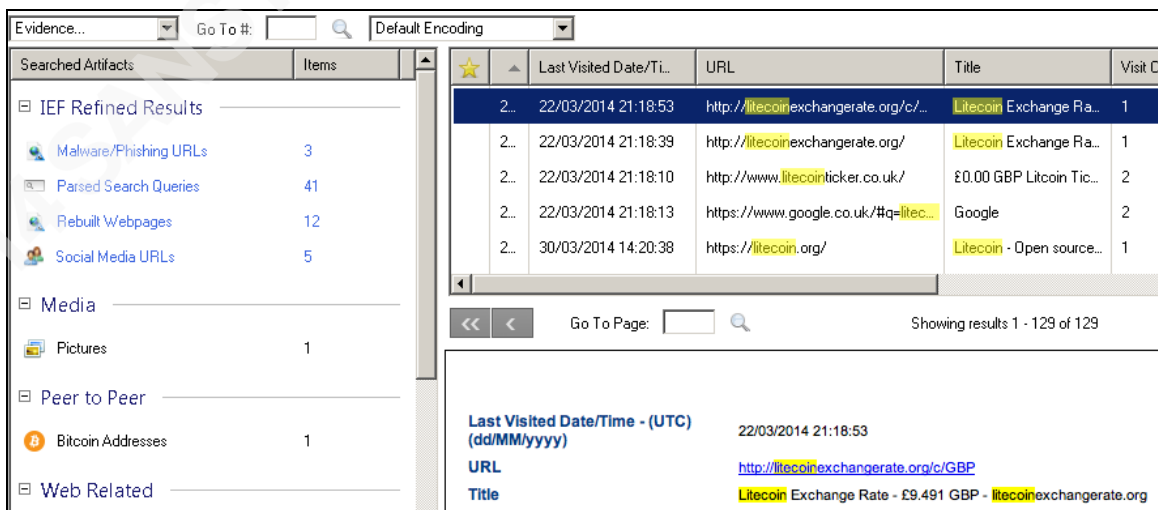 Evidence... Go To #: Default Encoding
Searched Artifacts Items
IEF Refined Results
Malware/Phishing URLs 3
Parsed Search Queries 41
Rebuilt Webpages 12
Social Media URLs 5
Media
Pictures 1
Peer to Peer
Bitcoin Addresses 1
Web Related
Last Visited Date/Ti... URL Title Visit C
2... 22/03/2014 21:18:53 http://litecoinexchangerate.org/c/... Litecoin Exchange Ra... 1
2... 22/03/2014 21:18:39 http://litecoinexchangerate.org/ Litecoin Exchange Ra... 1
2... 22/03/2014 21:18:10 http://www.litecointicker.co.uk/ £0.00 GBP Litcoin Tic... 2
2... 22/03/2014 21:18:13 https://www.google.co.uk/#q=litec... Google 2
2... 30/03/2014 14:20:38 https://litecoin.org/ Litecoin - Open source... 1
<< < Go To Page: Showing results 1 - 129 of 129
Last Visited Date/Time - (UTC)
(dd/MM/yyyy) 22/03/2014 21:18:53
URL http://litecoinexchangerate.org/c/GBP
Title Litecoin Exchange Rate - £9.491 GBP - litecoinexchangerate.org